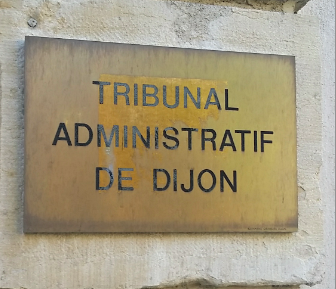 TRIBUNAL
ADMINISTRATIF
DE DIJON